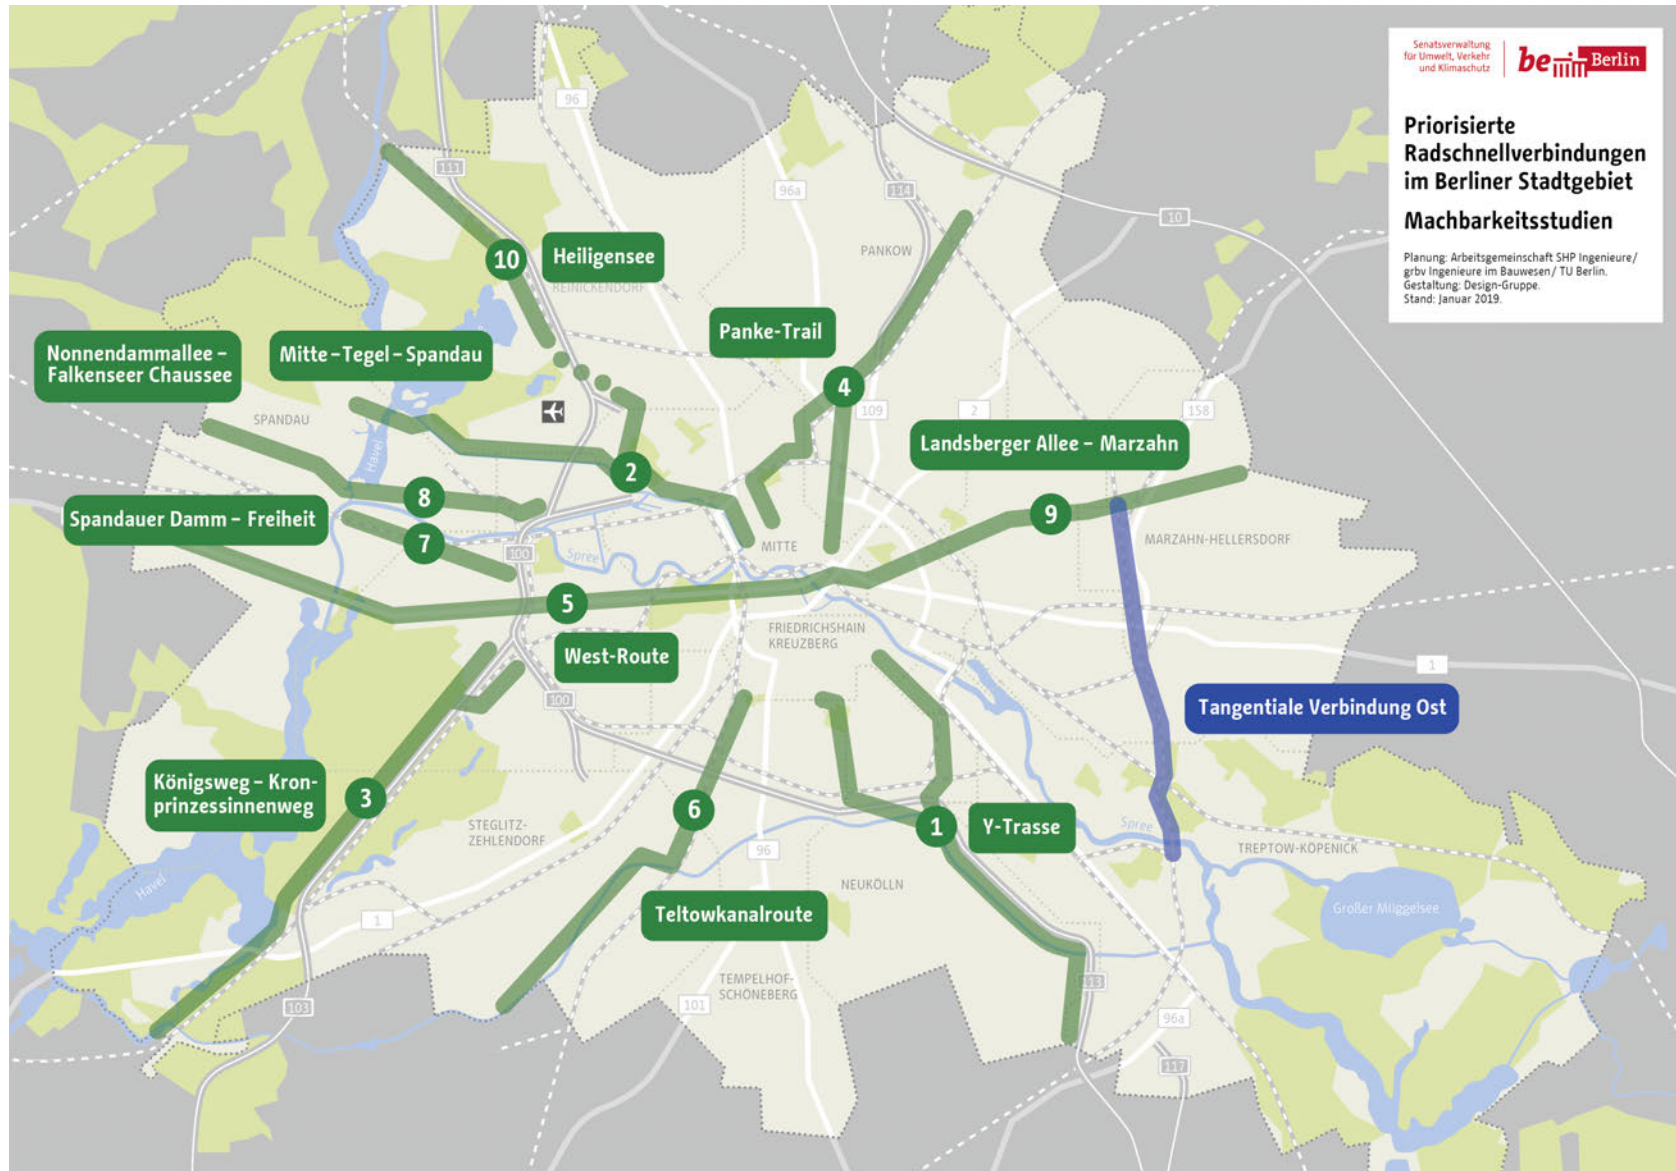 Senatsverwaltung
für Umwelt, Verkehr
und Klimaschutz
be Berlin
Priorisierte
Radschnellverbindungen
im Berliner Stadtgebiet
Machbarkeitsstudien
Planung: Arbeitsgemeinschaft SHP Ingenieure/
grbv Ingenieure im Bauwesen/ TU Berlin.
Gestaltung: Design-Gruppe.
Stand: Januar 2019.
96
111
96a
114
10
PANKOW
10
Heiligensee
REINICKENDORF
Panke-Trail
Nonnendammallee –
Falkenseer Chaussee
Mitte – Tegel – Spandau
4
109
2
158
SPANDAU
Havel
Landsberger Allee – Marzahn
2
8
9
Spandauer Damm – Freiheit
7
100
Spree
MITTE
MARZAHN-HELLERSDORF
5
FRIEDRICHSHAIN
KREUZBERG
West-Route
1
100
Tangentiale Verbindung Ost
Königsweg – Kron-
prinzessinnenweg
3
6
STEGLITZ-
ZEHLENDORF
1
Y-Trasse
Spree
TREPTOW-KÖPENICK
96
Havel
NEUKÖLLN
1
Teltowkanalroute
Großer Müggelsee
TEMPELHOF-
SCHÖNEBERG
113
103
101
96a
117